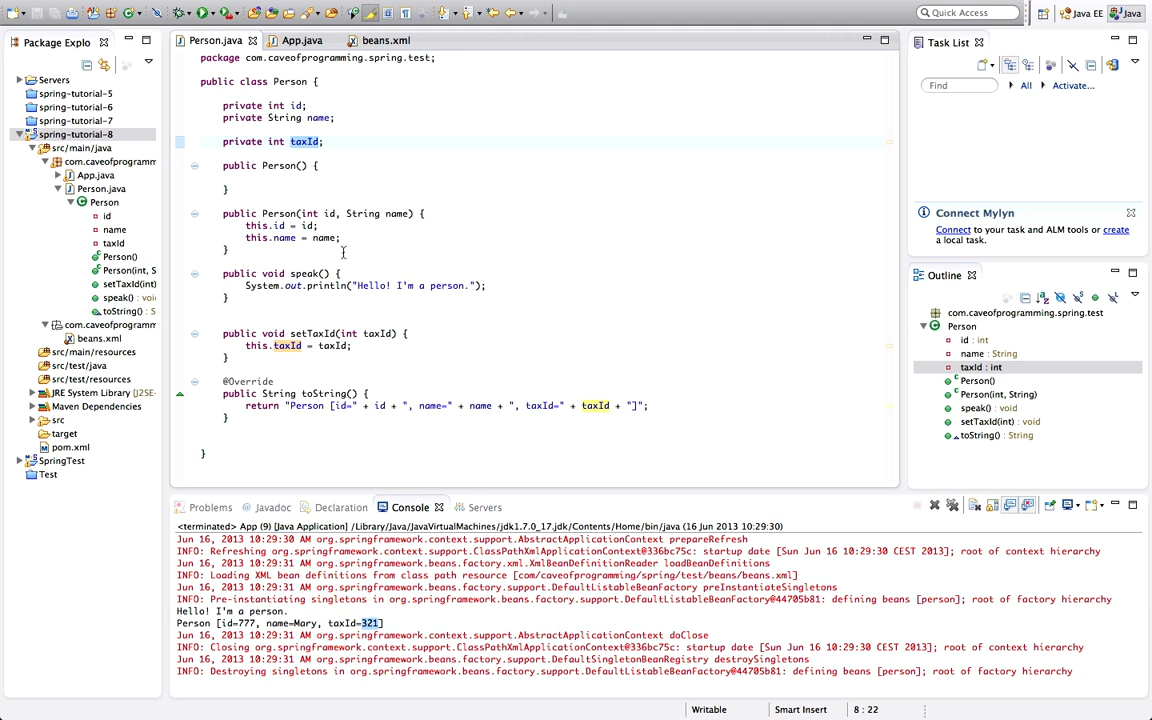 Quick Access
Java EE
Java
Package Explo
Servers
spring-tutorial-5
spring-tutorial-6
spring-tutorial-7
spring-tutorial-8
src/main/java
com.caveofprogramm
App.java
Person.java
Person
id
name
taxId
Person()
Person(int, S
setTaxId(int)
speak() : voi
toString() : S
com.caveofprogramm
beans.xml
src/main/resources
src/test/java
src/test/resources
JRE System Library [J2SE-
Maven Dependencies
src
target
pom.xml
SpringTest
Test
Person.java
App.java
beans.xml
package com.caveofprogramming.spring.test;
public class Person {
private int id;
private String name;
private int taxId;
public Person() {
}
public Person(int id, String name) {
this.id = id;
this.name = name;
}
public void speak() {
System.out.println("Hello! I'm a person.");
}
public void setTaxId(int taxId) {
this.taxId = taxId;
}
@Override
public String toString() {
return "Person [id=" + id + ", name=" + name + ", taxId=" + taxId + "]";
}
}
Task List
Find
All
Activate...
Connect Mylyn
Connect to your task and ALM tools or create
a local task.
Outline
com.caveofprogramming.spring.test
Person
id : int
name : String
taxId : int
Person()
Person(int, String)
speak() : void
setTaxId(int) : void
toString() : String
Problems
Javadoc
Declaration
Console
Servers
<terminated> App (9) [Java Application] /Library/Java/JavaVirtualMachines/jdk1.7.0_17.jdk/Contents/Home/bin/java (16 Jun 2013 10:29:30)
Jun 16, 2013 10:29:30 AM org.springframework.context.support.AbstractApplicationContext prepareRefresh
INFO: Refreshing org.springframework.context.support.ClassPathXmlApplicationContext@336bc75c: startup date [Sun Jun 16 10:29:30 CEST 2013]; root of context hierarchy
Jun 16, 2013 10:29:31 AM org.springframework.beans.factory.xml.XmlBeanDefinitionReader loadBeanDefinitions
INFO: Loading XML bean definitions from class path resource [com/caveofprogramming/spring/test/beans/beans.xml]
Jun 16, 2013 10:29:31 AM org.springframework.beans.factory.support.DefaultListableBeanFactory preInstantiateSingletons
INFO: Pre-instantiating singletons in org.springframework.beans.factory.support.DefaultListableBeanFactory@44705b81: defining beans [person]; root of factory hierarchy
Hello! I'm a person.
Person [id=777, name=Mary, taxId=321]
Jun 16, 2013 10:29:31 AM org.springframework.context.support.AbstractApplicationContext doClose
INFO: Closing org.springframework.context.support.ClassPathXmlApplicationContext@336bc75c: startup date [Sun Jun 16 10:29:30 CEST 2013]; root of context hierarchy
Jun 16, 2013 10:29:31 AM org.springframework.beans.factory.support.DefaultSingletonBeanRegistry destroySingletons
INFO: Destroying singletons in org.springframework.beans.factory.support.DefaultListableBeanFactory@44705b81: defining beans [person]; root of factory hierarchy
Writable
Smart Insert
8 : 22